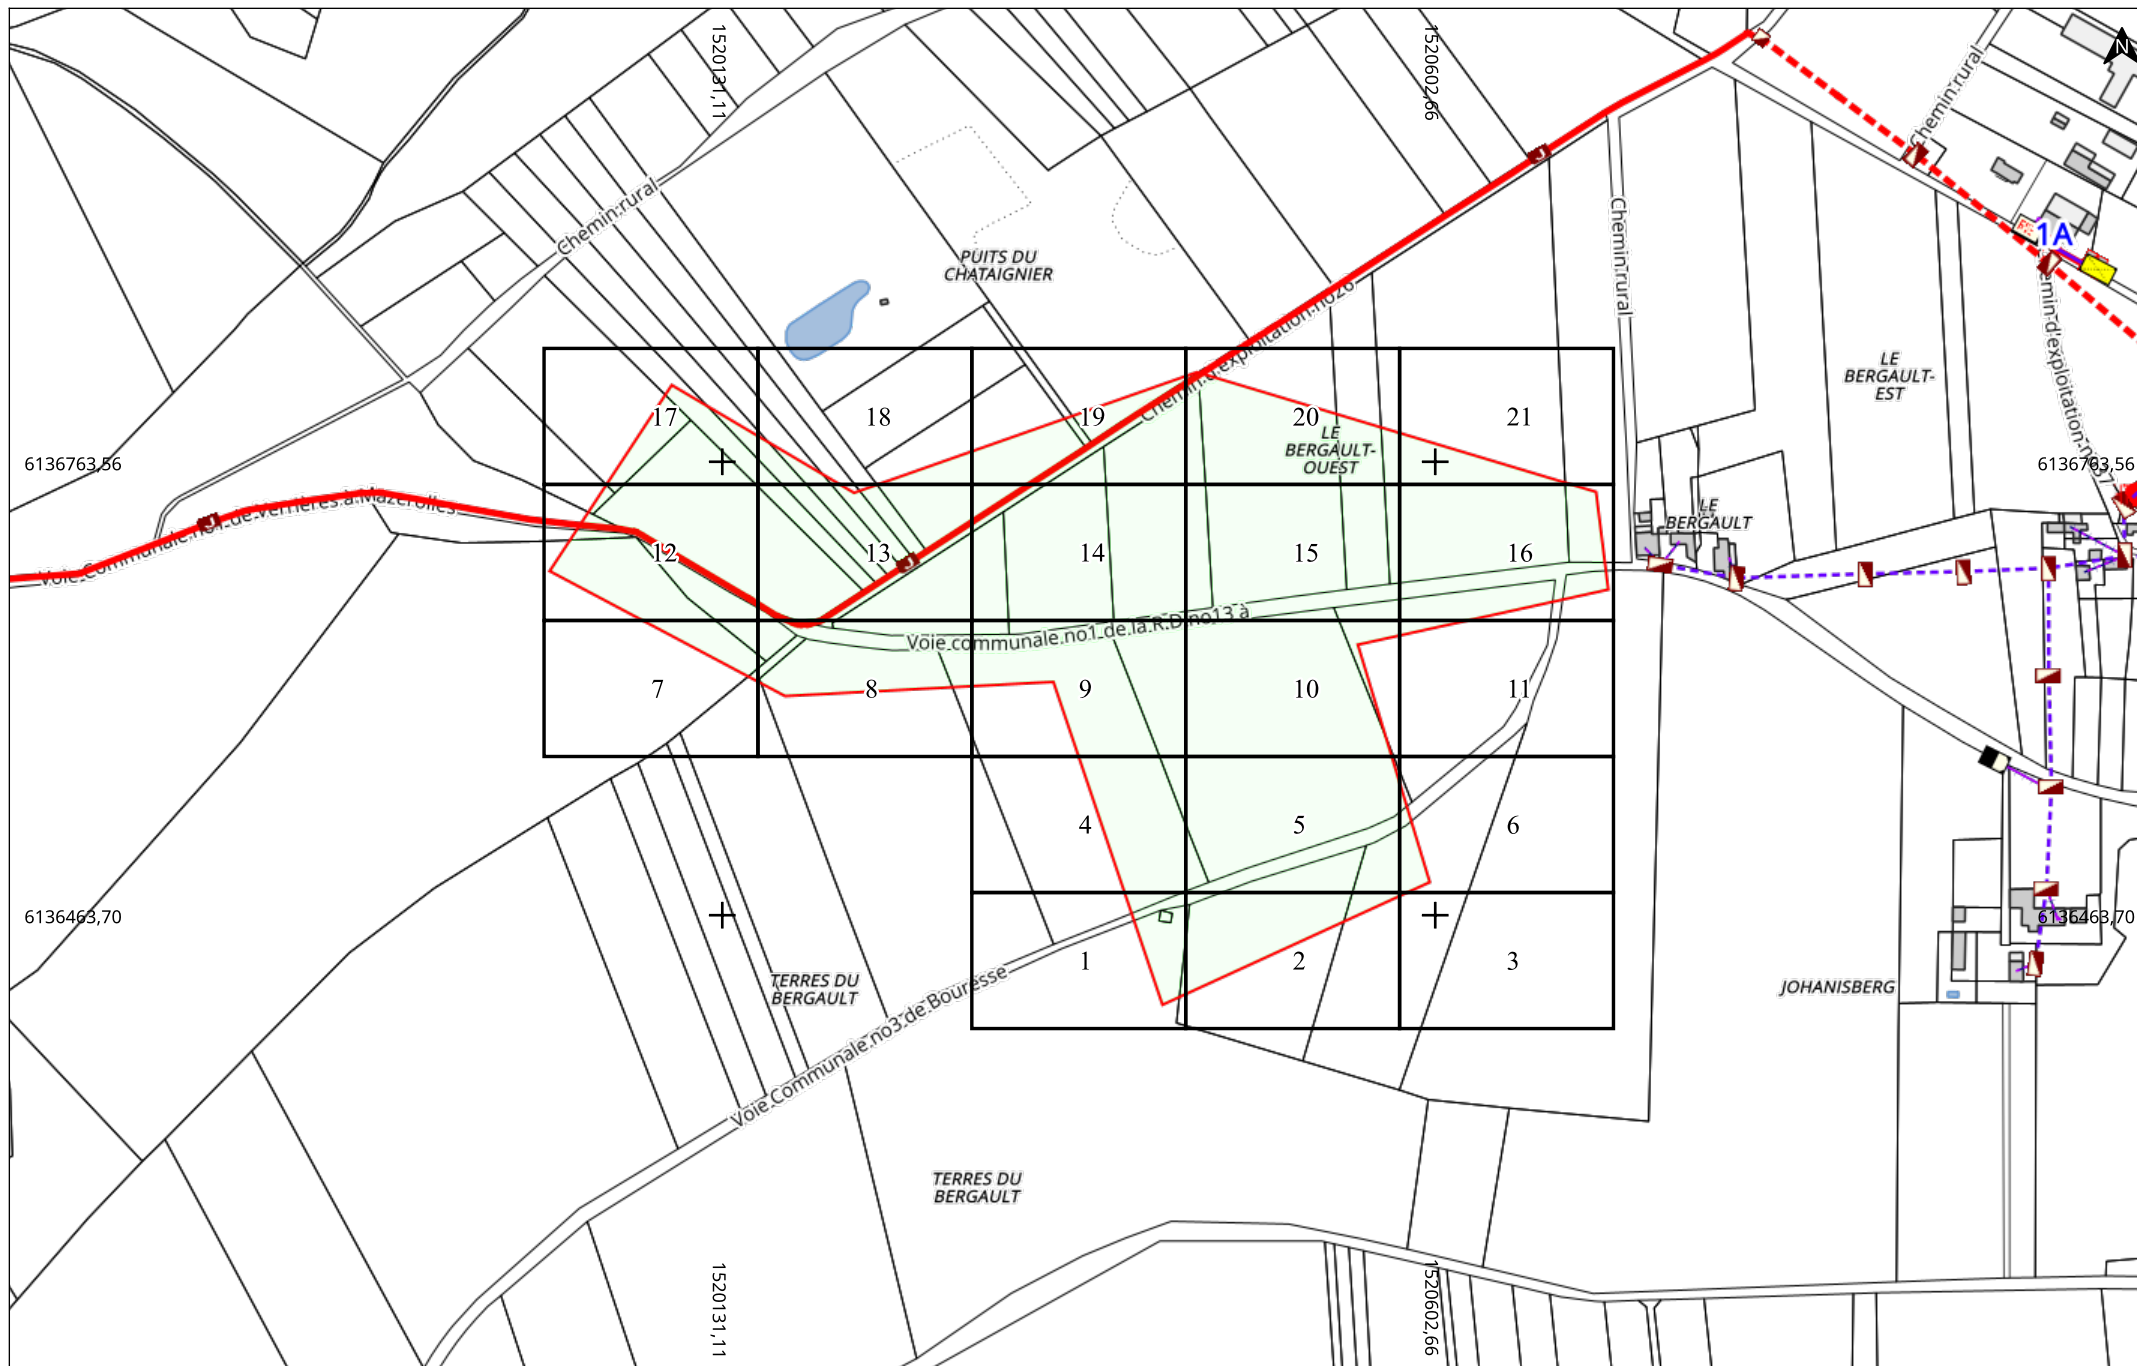 1520131,11
1520602,66
N
Chemin rural
Chemin rural
Chemin rural
1A
PUITS DU
CHATAIGNIER
Chemin d'exploitation no26
Chemin d'exploitation no37
LE
BERGAULT-
EST
17
18
19
20
21
LE
BERGAULT-
OUEST
6136763,56
6136763,56
Voie Communale no1 de Verrières à Mazerolles
LE
BERGAULT
12
13
14
15
16
Voie communale no1 de la R.D no13 à
7
8
9
10
11
4
5
6
6136463,70
6136463,70
1
2
3
TERRES DU
BERGAULT
JOHANISBERG
Voie Communale no3 de Bouresse
TERRES DU
BERGAULT
1520131,11
1520602,66